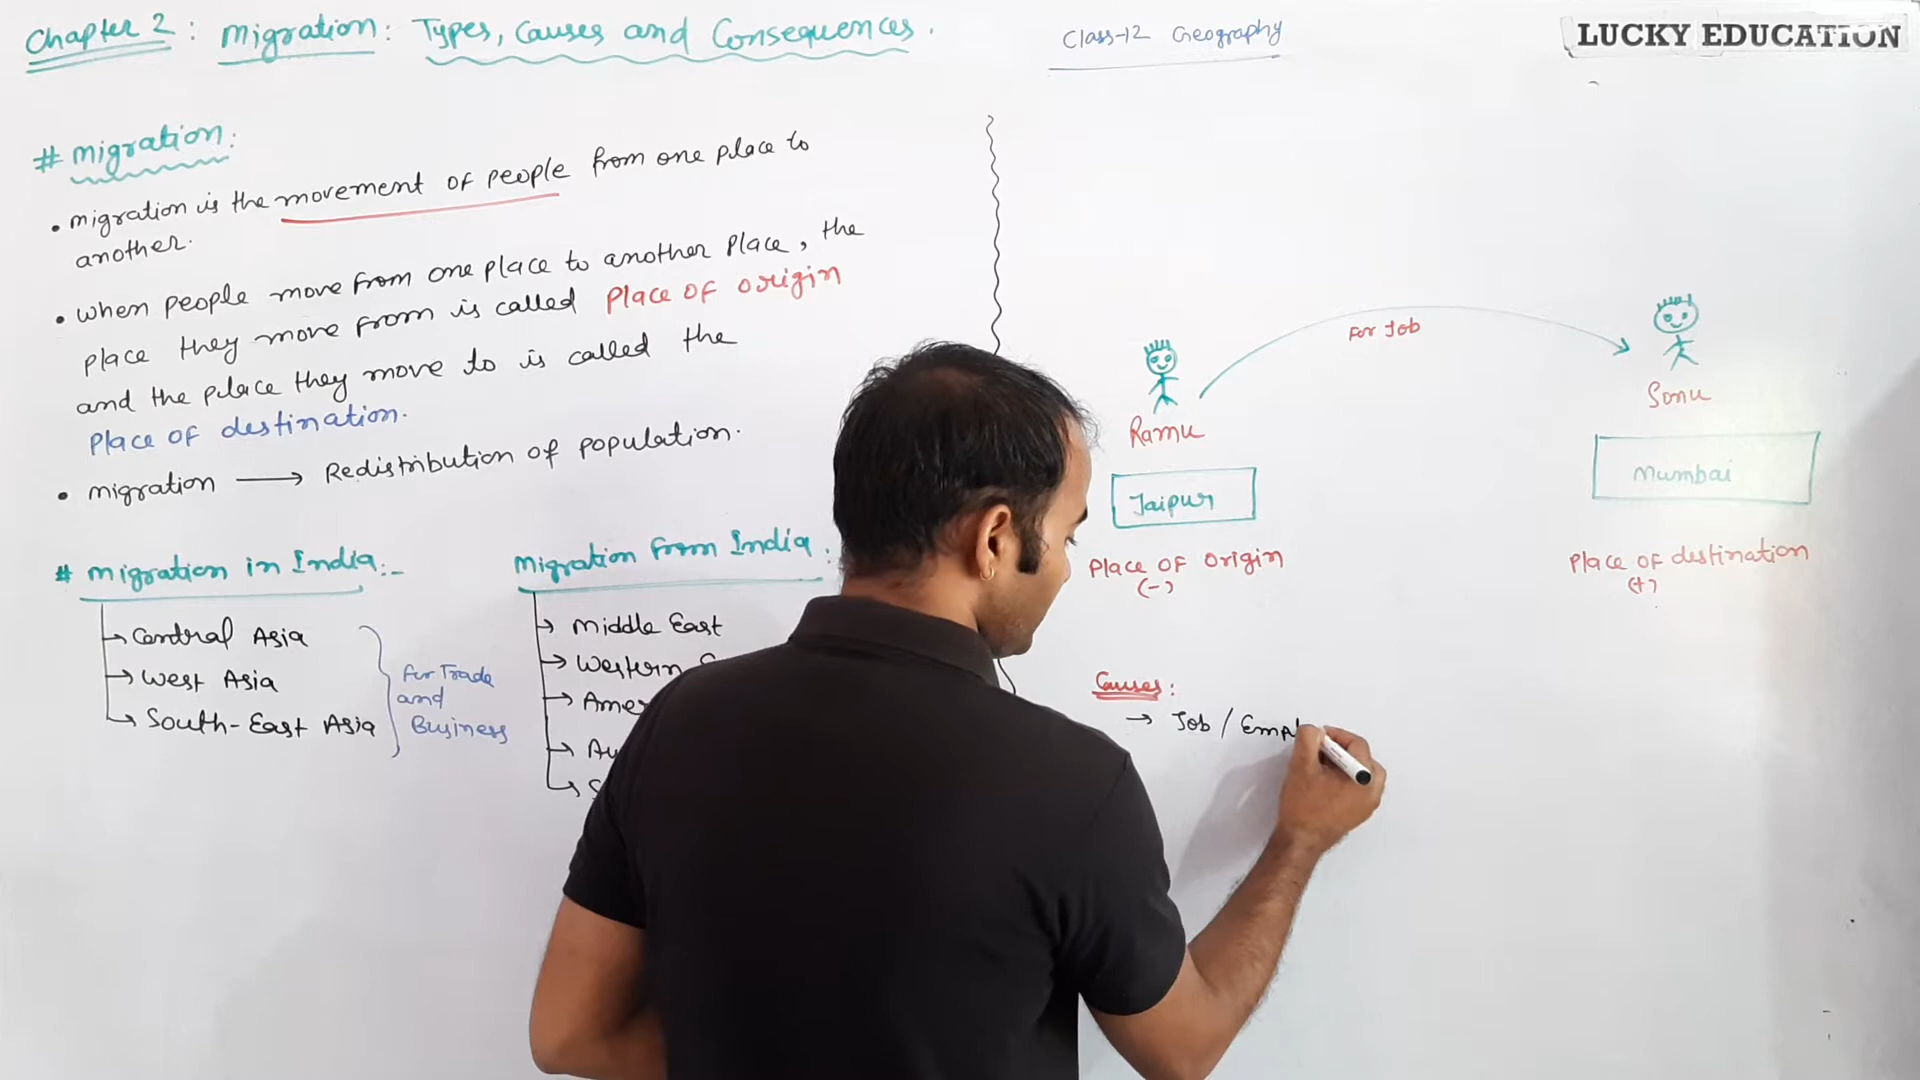 Chapter 2 : Migration : Types, Causes and Consequences.
Class-12 Geography
LUCKY EDUCATION
# Migration:
• Migration is the movement of people from one place to
another.
• When people move from one place to another place, the
place they move from is called Place of origin
and the place they move to is called the
Place of destination.
• Migration → Redistribution of population.
# Migration in India:-
→ Central Asia
→ West Asia
→ South-East Asia
For Trade
and
Business
Migration from India:
→ Middle East
→ Western
→
→
→
For Job
Ramu
Sonu
Jaipur
Mumbai
Place of origin
(-)
Place of destination
(+)
Causes:
→ Job / Empl